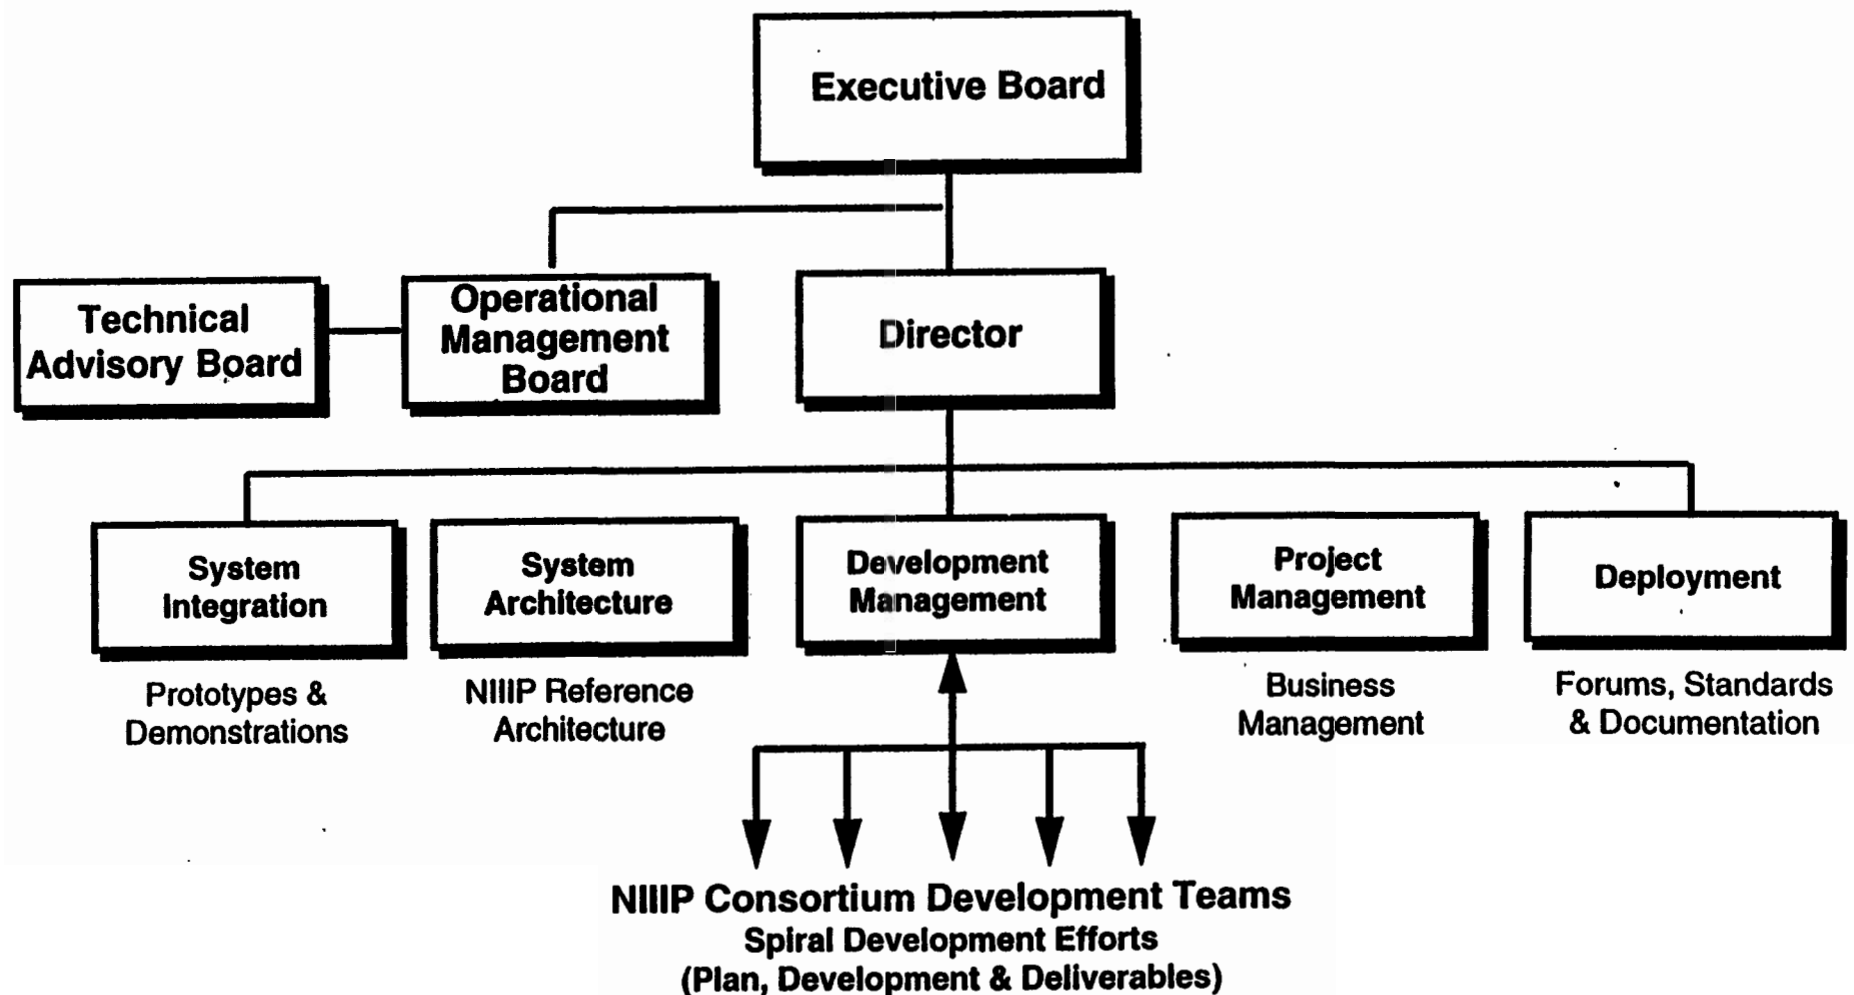 Executive Board
Technical
Advisory Board
Operational
Management
Board
Director
System
Integration
System
Architecture
Development
Management
Project
Management
Deployment
Prototypes &
Demonstrations
NIIIP Reference
Architecture
Business
Management
Forums, Standards
& Documentation
NIIIP Consortium Development Teams
Spiral Development Efforts
(Plan, Development & Deliverables)